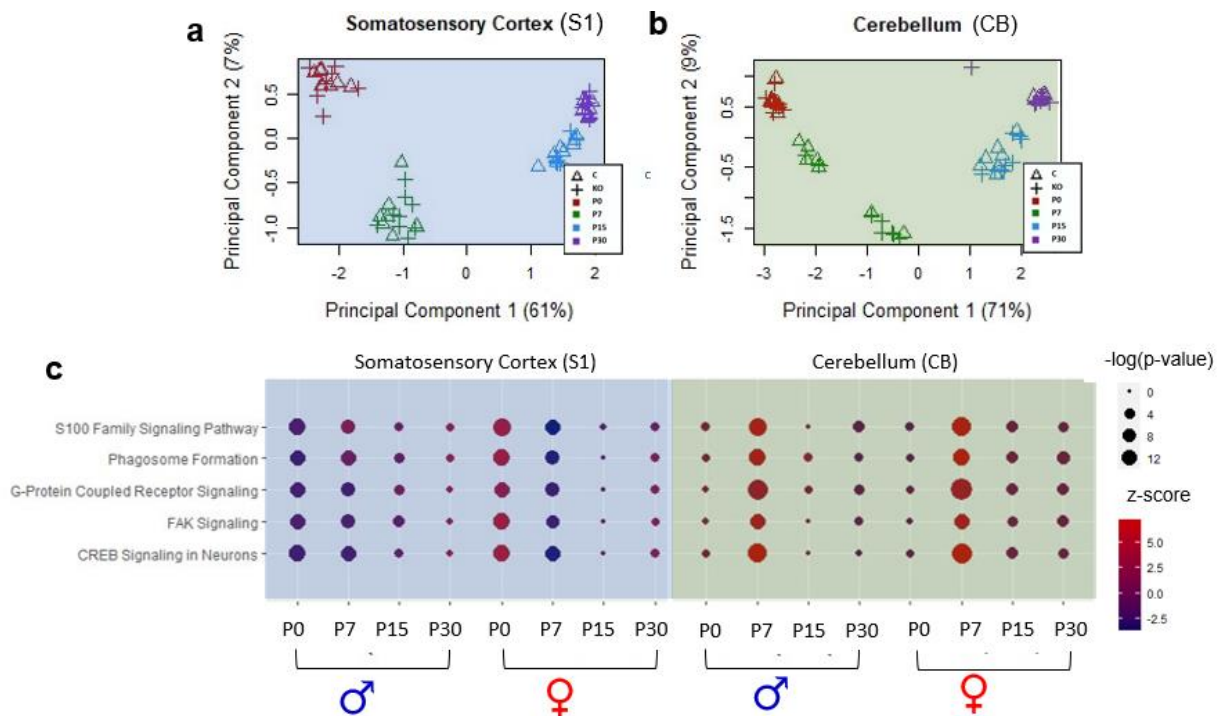 a
Somatosensory Cortex (S1)
Principal Component 2 (7%)
0.5
0.0
-0.5
-1.0
-2
-1
0
1
2
Principal Component 1 (61%)
C
KO
P0
P7
P15
P30
c
b
Cerebellum (CB)
Principal Component 2 (9%)
0.5
-0.5
-1.5
-3
-2
-1
0
1
2
Principal Component 1 (71%)
C
KO
P0
P7
P15
P30
c
Somatosensory Cortex (S1)
Cerebellum (CB)
S100 Family Signaling Pathway
Phagosome Formation
G-Protein Coupled Receptor Signaling
FAK Signaling
CREB Signaling in Neurons
P0 P7 P15 P30 P0 P7 P15 P30 P0 P7 P15 P30 P0 P7 P15 P30
♂ ♀ ♂ ♀
-log(p-value)
0
4
8
12
z-score
5.0
2.5
0.0
-2.5